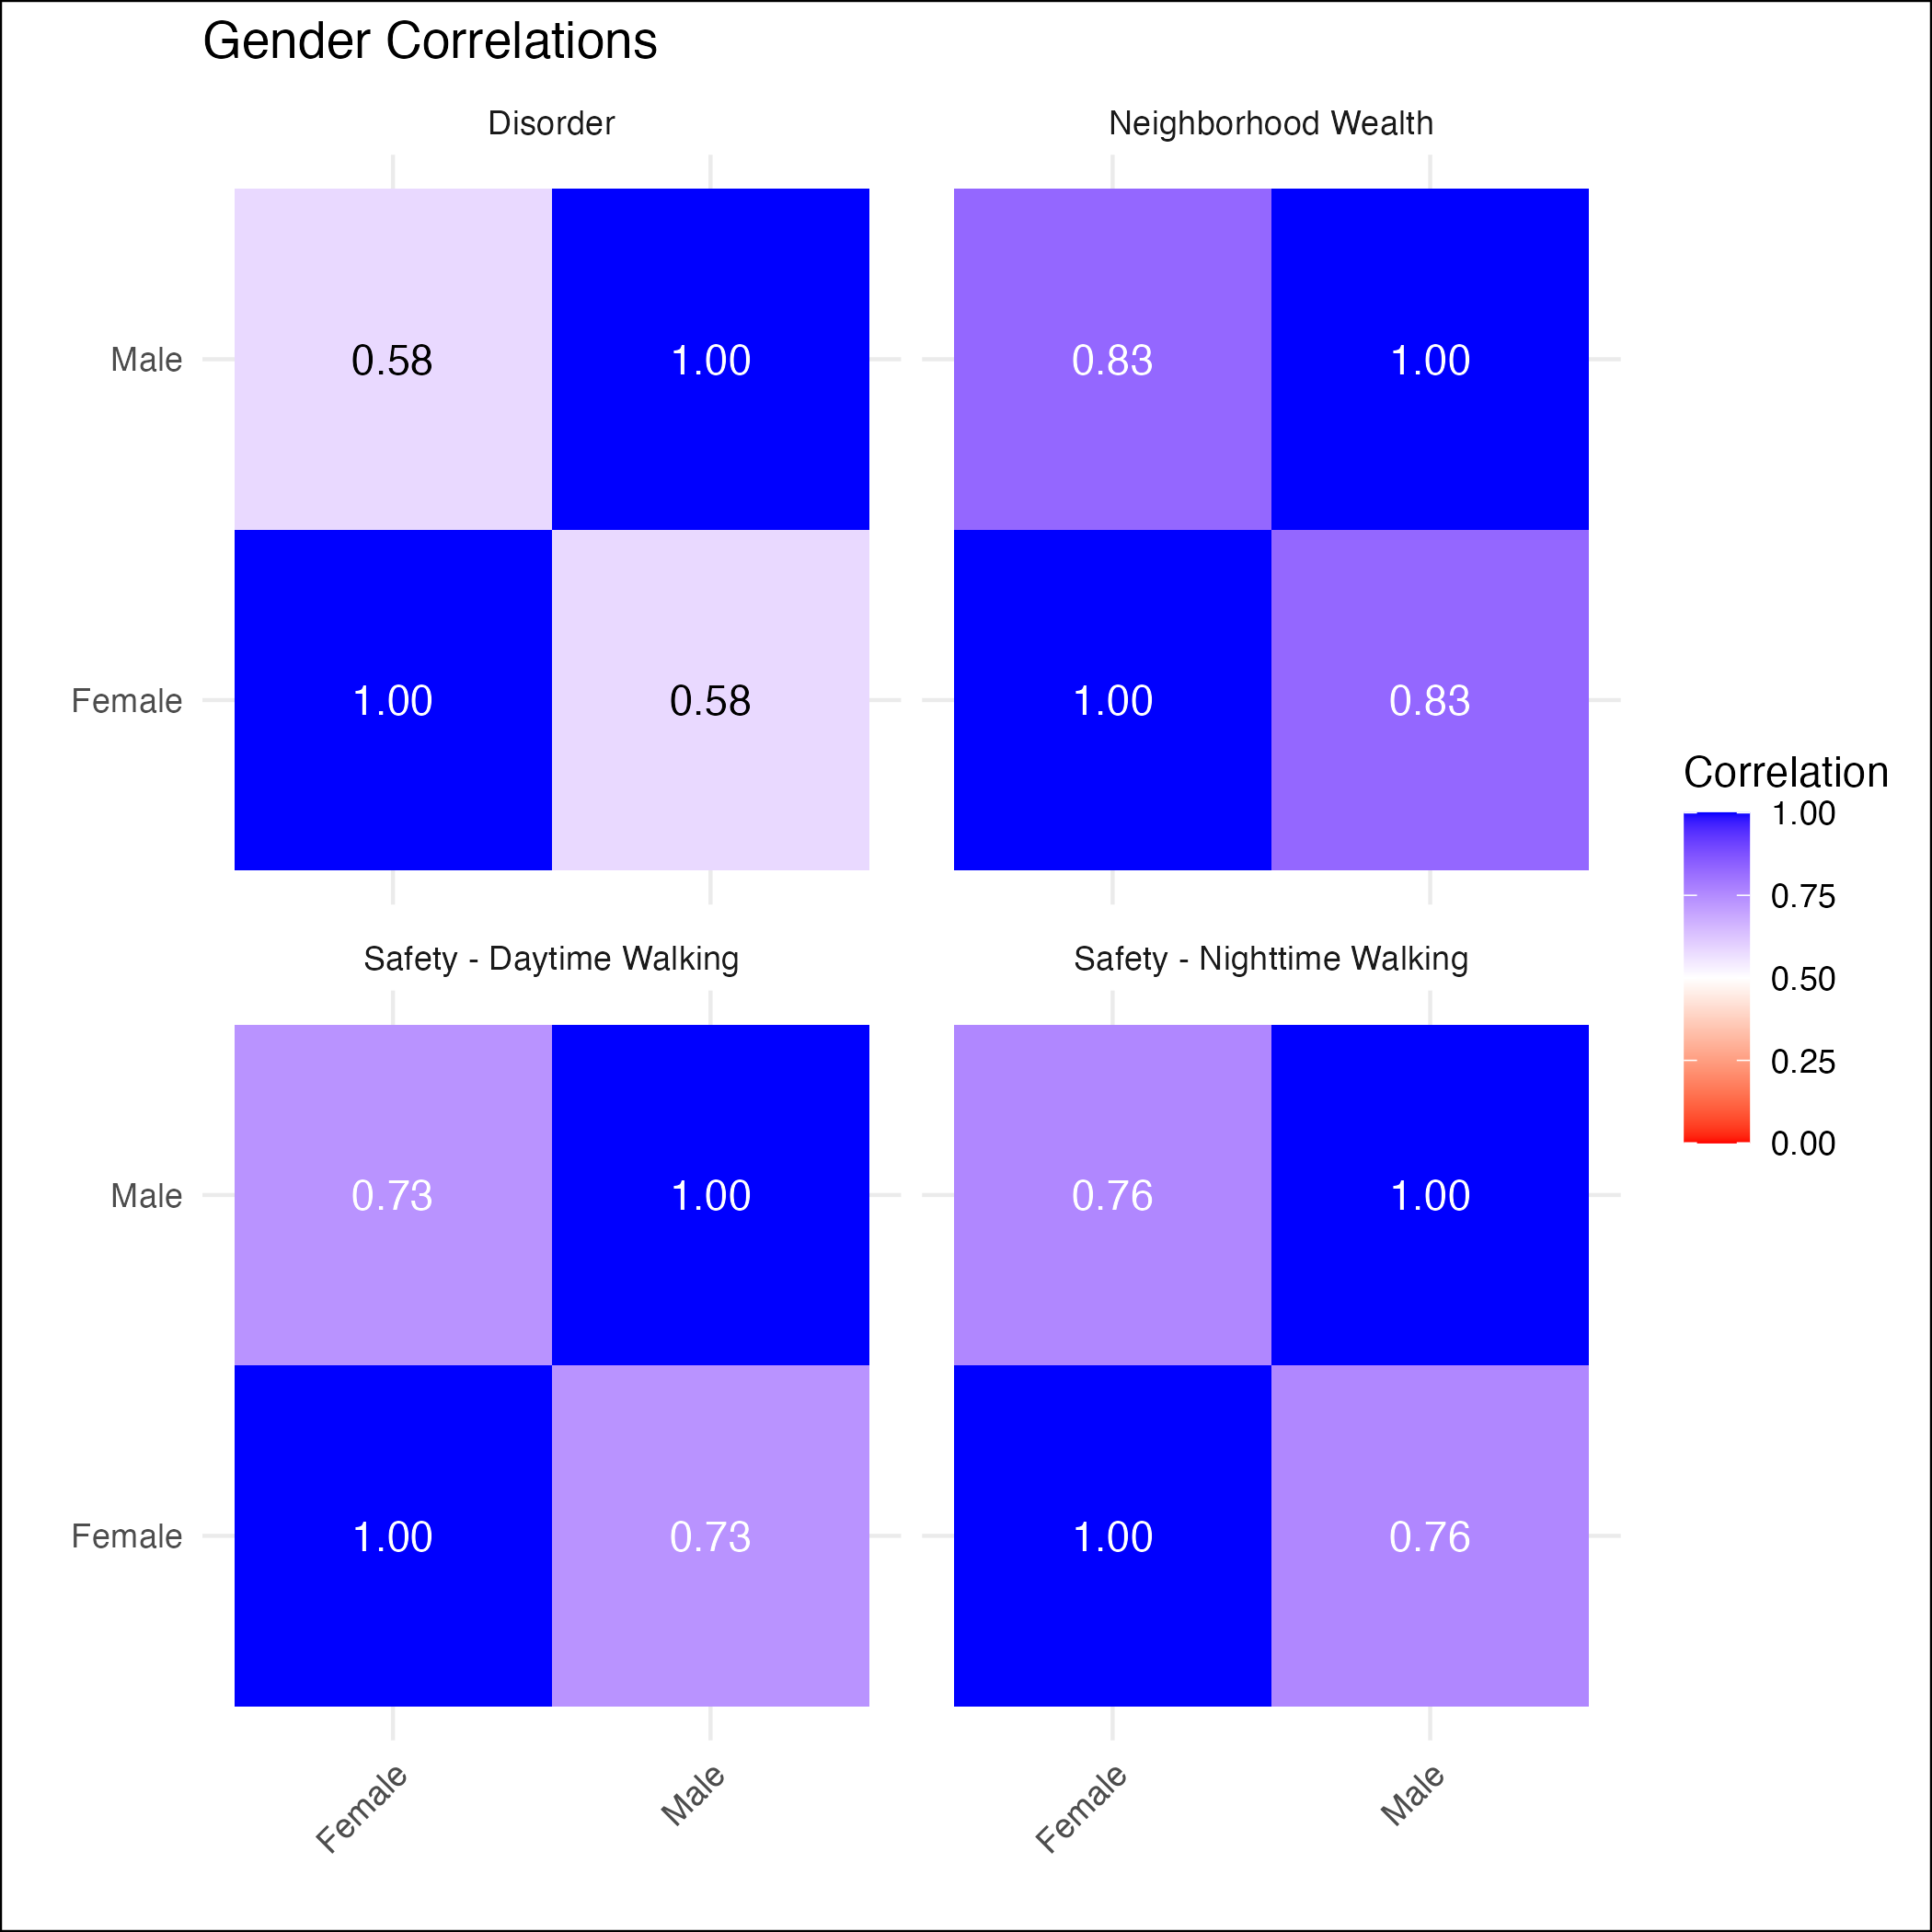 Gender Correlations
Disorder
Neighborhood Wealth
Male
0.58
1.00
0.83
1.00
Female
1.00
0.58
1.00
0.83
Correlation
1.00
0.75
0.50
0.25
0.00
Safety - Daytime Walking
Safety - Nighttime Walking
Male
0.73
1.00
0.76
1.00
Female
1.00
0.73
1.00
0.76
Female
Male
Female
Male